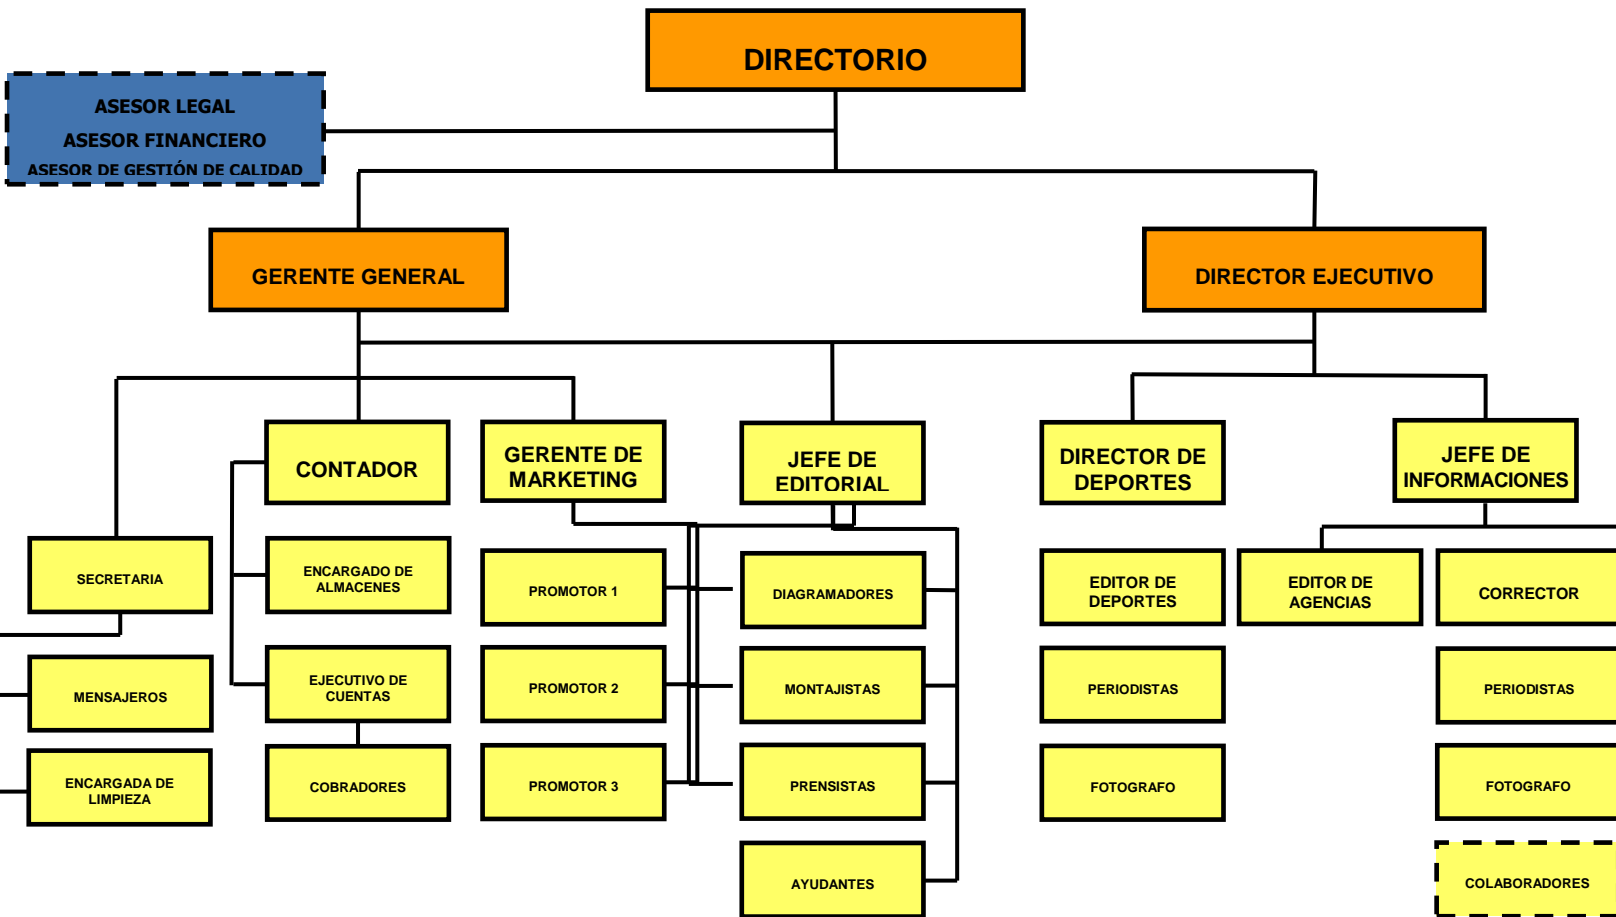 DIRECTORIO
ASESOR LEGAL
ASESOR FINANCIERO
ASESOR DE GESTIÓN DE CALIDAD
GERENTE GENERAL
DIRECTOR EJECUTIVO
CONTADOR
GERENTE DE
MARKETING
JEFE DE
EDITORIAL
DIRECTOR DE
DEPORTES
JEFE DE
INFORMACIONES
SECRETARIA
ENCARGADO DE
ALMACENES
PROMOTOR 1
DIAGRAMADORES
EDITOR DE
DEPORTES
EDITOR DE
AGENCIAS
CORRECTOR
MENSAJEROS
EJECUTIVO DE
CUENTAS
PROMOTOR 2
MONTAJISTAS
PERIODISTAS
PERIODISTAS
ENCARGADA DE
LIMPIEZA
COBRADORES
PROMOTOR 3
PRENSISTAS
FOTOGRAFO
FOTOGRAFO
AYUDANTES
COLABORADORES